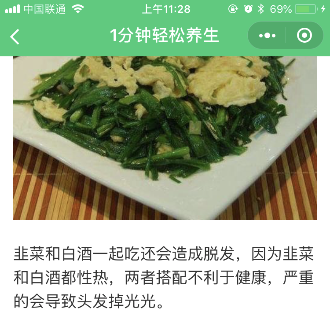 中国联通 上午11:28 69%
1分钟轻松养生
韭菜和白酒一起吃还会造成脱发，因为韭菜
和白酒都性热，两者搭配不利于健康，严重
的会导致头发掉光光。